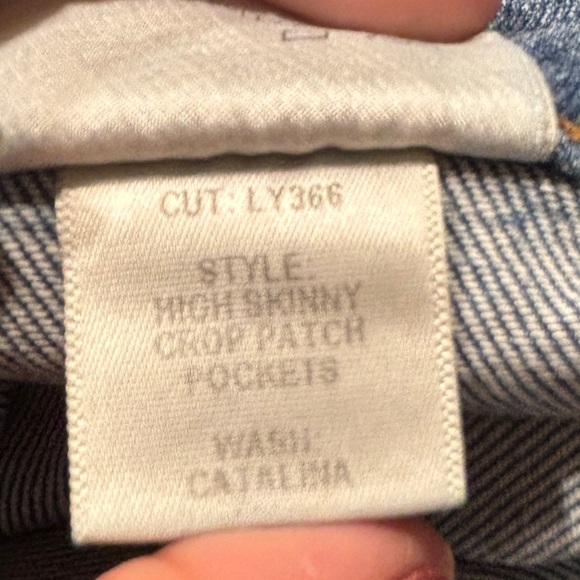 CUT: LY366
STYLE:
HIGH SKINNY
CROP PATCH
POCKETS
WASH:
CATALINA